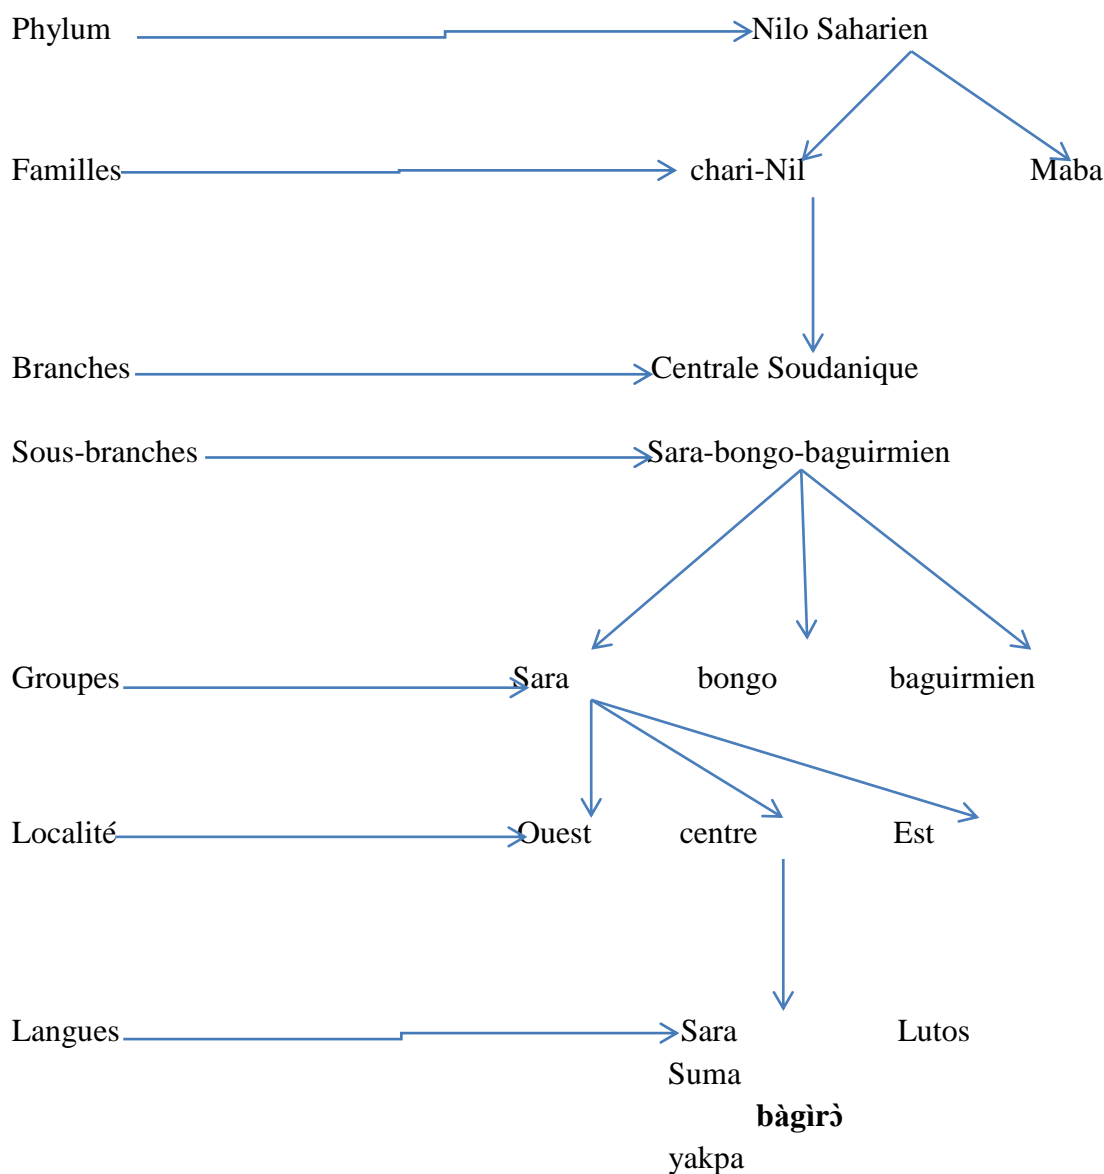 Phylum Nilo Saharien
Familles chari-Nil Maba
Branches Centrale Soudanique
Sous-branches Sara-bongo-baguirmien
Groupes Sara bongo baguirmien
Localité Ouest centre Est
Langues Sara Lutos
Suma
bàgìrɔ̀
yakpa